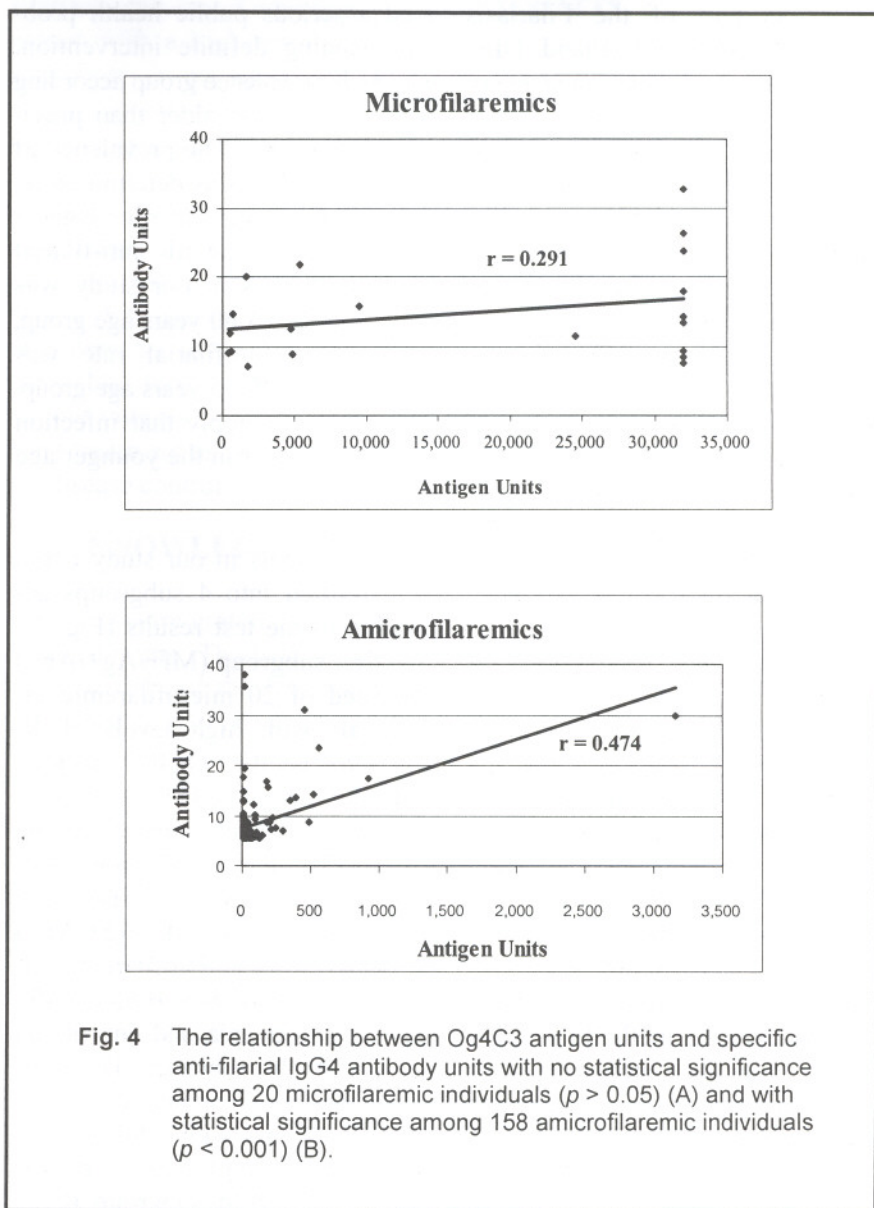 Microfilaremics
40
30
20
10
0
Antibody Units
r = 0.291
0 5,000 10,000 15,000 20,000 25,000 30,000 35,000
Antigen Units
Amicrofilaremics
40
30
20
10
0
Antibody Units
r = 0.474
0 500 1,000 1,500 2,000 2,500 3,000 3,500
Antigen Units
Fig. 4 The relationship between Og4C3 antigen units and specific
anti-filarial IgG4 antibody units with no statistical significance
among 20 microfilaremic individuals (p > 0.05) (A) and with
statistical significance among 158 amicrofilaremic individuals
(p < 0.001) (B).